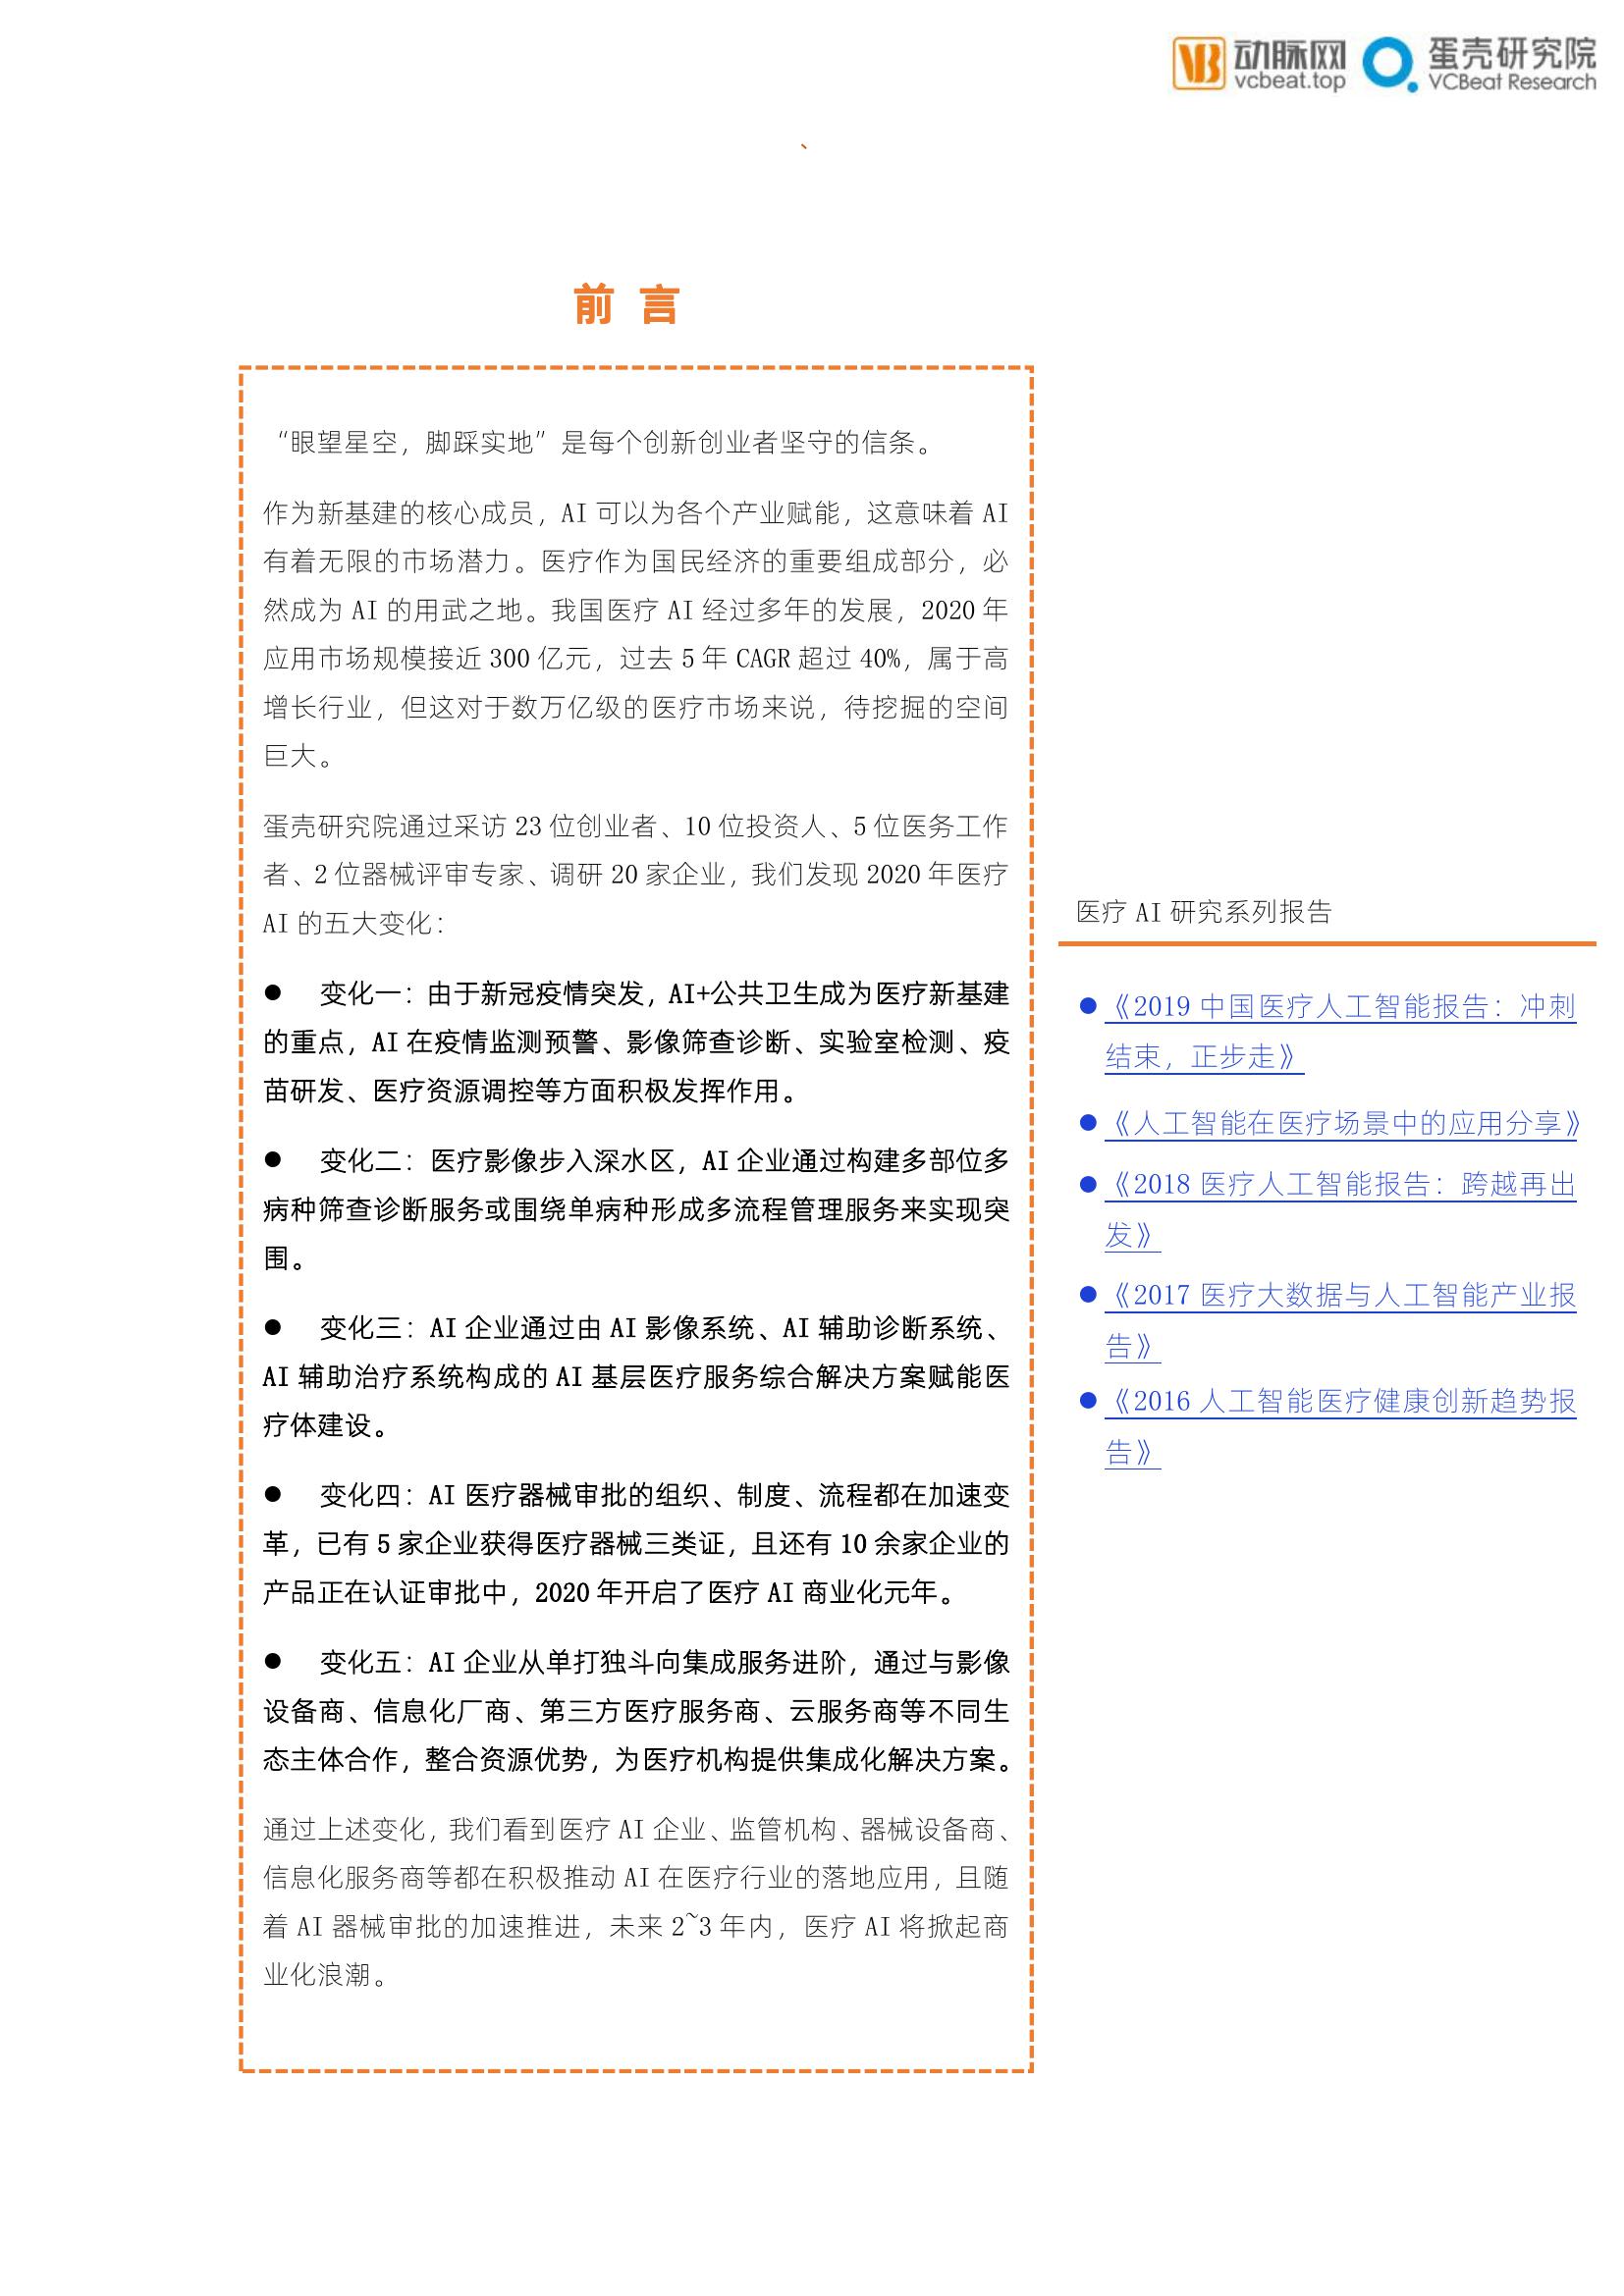 动脉网
vcbeat.top
蛋壳研究院
VCBeat Research
、
前 言
“眼望星空，脚踩实地”是每个创新创业者坚守的信条。
作为新基建的核心成员，AI 可以为各个产业赋能，这意味着 AI
有着无限的市场潜力。医疗作为国民经济的重要组成部分，必
然成为 AI 的用武之地。我国医疗 AI 经过多年的发展，2020 年
应用市场规模接近 300 亿元，过去 5 年 CAGR 超过 40%，属于高
增长行业，但这对于数万亿级的医疗市场来说，待挖掘的空间
巨大。
蛋壳研究院通过采访 23 位创业者、10 位投资人、5 位医务工作
者、2 位器械评审专家、调研 20 家企业，我们发现 2020 年医疗
AI 的五大变化：
● 变化一：由于新冠疫情突发，AI+公共卫生成为医疗新基建
的重点，AI 在疫情监测预警、影像筛查诊断、实验室检测、疫
苗研发、医疗资源调控等方面积极发挥作用。
● 变化二：医疗影像步入深水区，AI 企业通过构建多部位多
病种筛查诊断服务或围绕单病种形成多流程管理服务来实现突
围。
● 变化三：AI 企业通过由 AI 影像系统、AI 辅助诊断系统、
AI 辅助治疗系统构成的 AI 基层医疗服务综合解决方案赋能医
疗体建设。
● 变化四：AI 医疗器械审批的组织、制度、流程都在加速变
革，已有 5 家企业获得医疗器械三类证，且还有 10 余家企业的
产品正在认证审批中，2020 年开启了医疗 AI 商业化元年。
● 变化五：AI 企业从单打独斗向集成服务进阶，通过与影像
设备商、信息化厂商、第三方医疗服务商、云服务商等不同生
态主体合作，整合资源优势，为医疗机构提供集成化解决方案。
通过上述变化，我们看到医疗 AI 企业、监管机构、器械设备商、
信息化服务商等都在积极推动 AI 在医疗行业的落地应用，且随
着 AI 器械审批的加速推进，未来 2~3 年内，医疗 AI 将掀起商
业化浪潮。
医疗 AI 研究系列报告
● 《2019 中国医疗人工智能报告：冲刺
结束，正步走》
● 《人工智能在医疗场景中的应用分享》
● 《2018 医疗人工智能报告：跨越再出
发》
● 《2017 医疗大数据与人工智能产业报
告》
● 《2016 人工智能医疗健康创新趋势报
告》